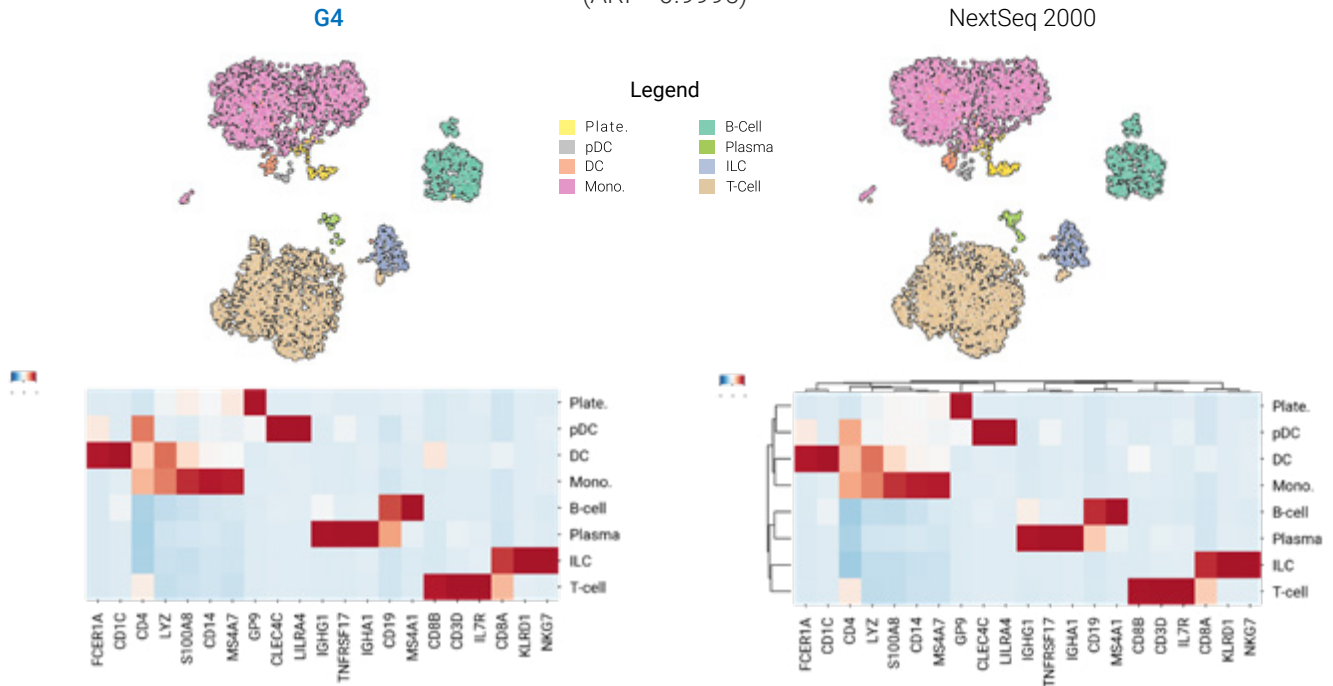 G4
NextSeq 2000
Legend
Plate.
pDC
DC
Mono.
B-Cell
Plasma
ILC
T-Cell
Plate.
pDC
DC
Mono.
B-cell
Plasma
ILC
T-cell
FCER1A
CD1C
CD4
LYZ
S100A8
CD14
MS4A7
GP9
CLEC4C
LILRA4
IGHG1
TNFRSF17
IGHA1
CD19
MS4A1
CD8B
CD3D
IL7R
CD8A
KLRD1
NKG7
Plate.
pDC
DC
Mono.
B-cell
Plasma
ILC
T-cell
FCER1A
CD1C
CD4
LYZ
S100A8
CD14
MS4A7
GP9
CLEC4C
LILRA4
IGHG1
TNFRSF17
IGHA1
CD19
MS4A1
CD8B
CD3D
IL7R
CD8A
KLRD1
NKG7